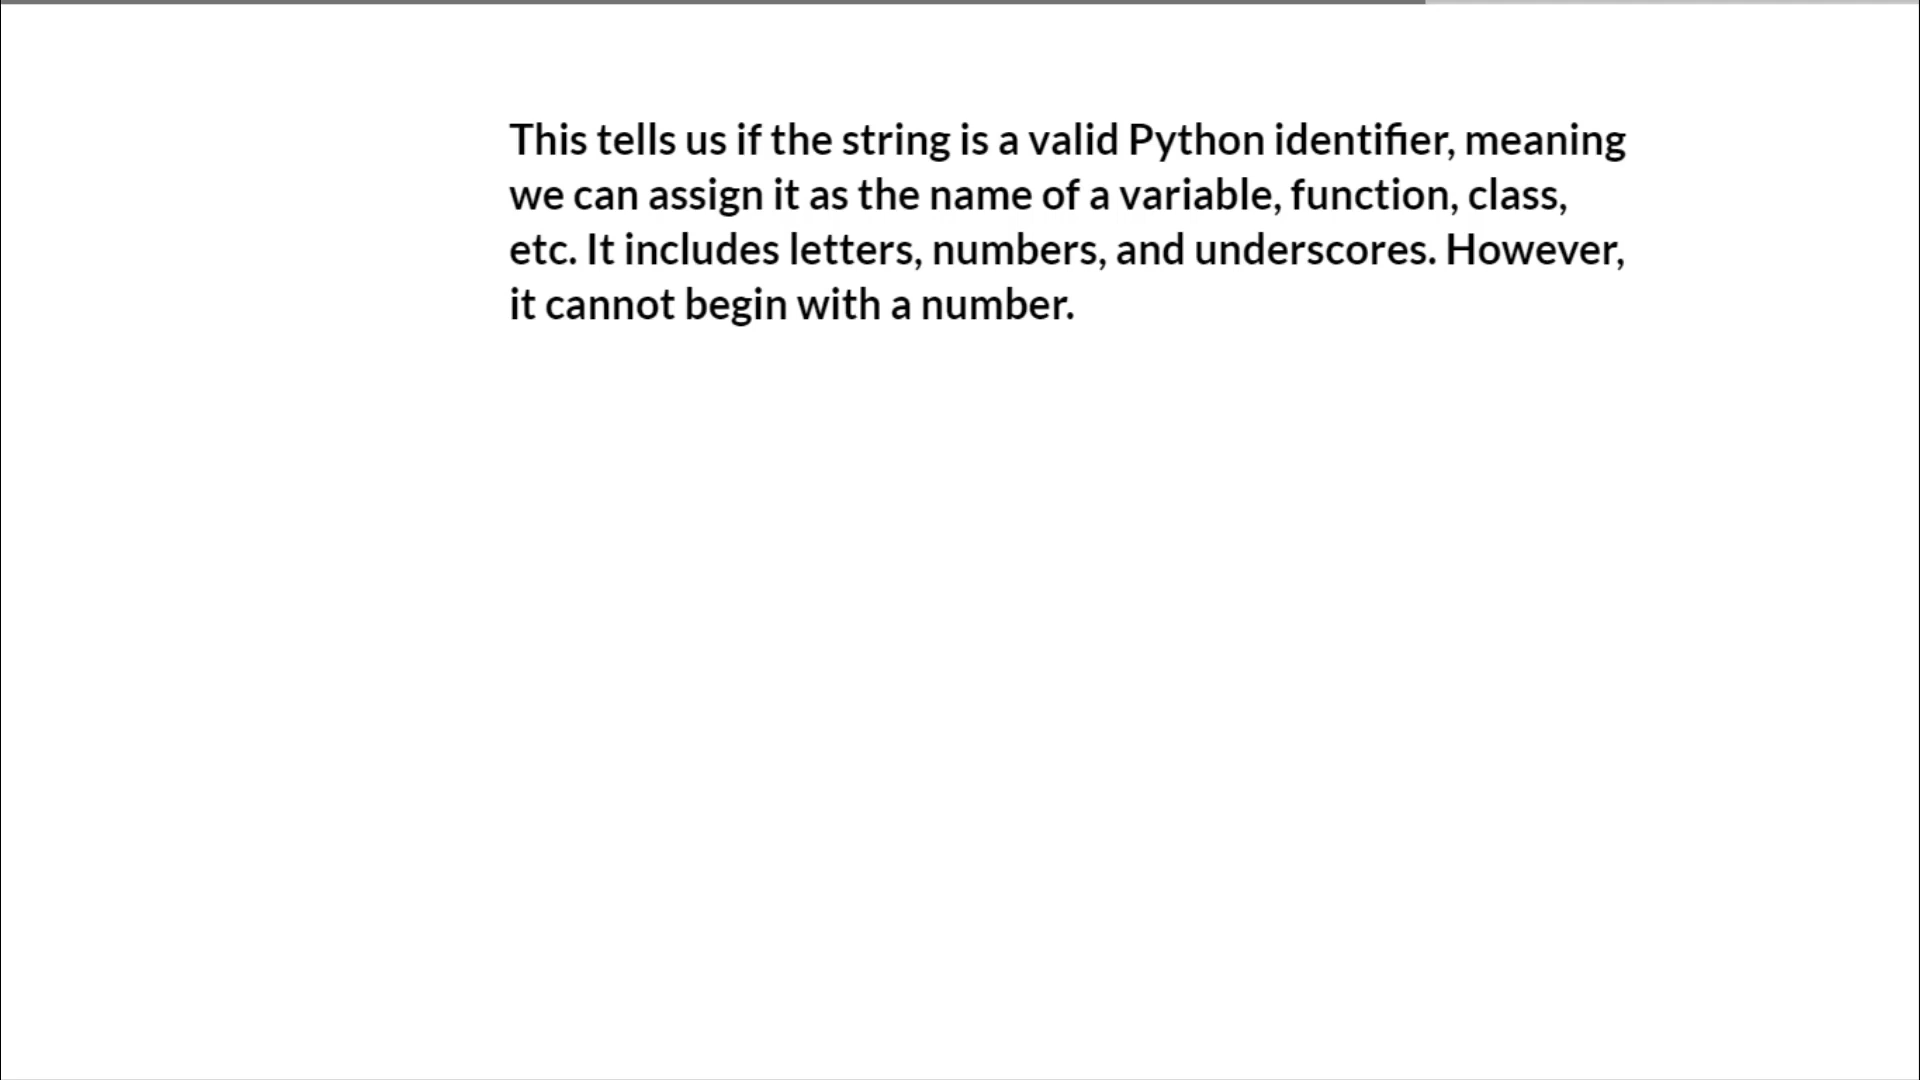 This tells us if the string is a valid Python identifier, meaning
we can assign it as the name of a variable, function, class,
etc. It includes letters, numbers, and underscores. However,
it cannot begin with a number.